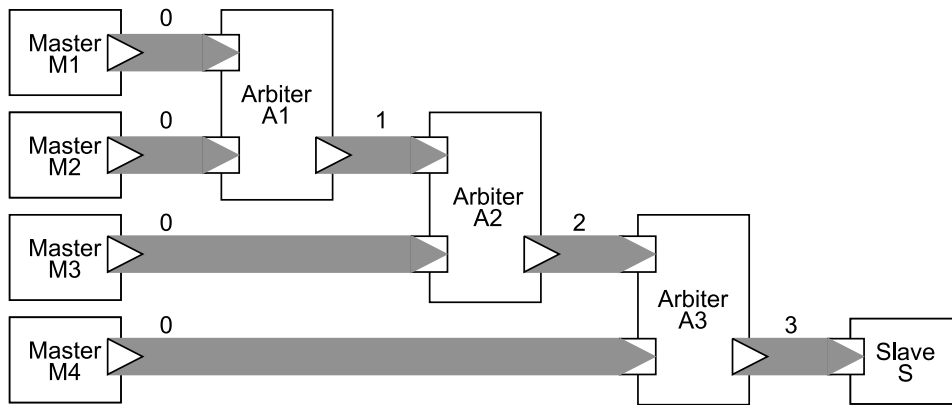 0
Master
M1
Arbiter
A1
0
1
Master
M2
Arbiter
A2
0
2
Master
M3
Arbiter
A3
0
3
Master
M4
Slave
S